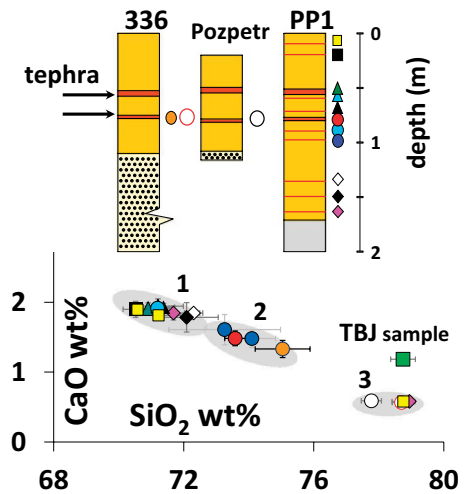 336 Pozpetr PP1
tephra
0
1
2
depth (m)
CaO wt%
2
1
0
1
2
3
TBJ sample
SiO₂ wt%
68 72 76 80